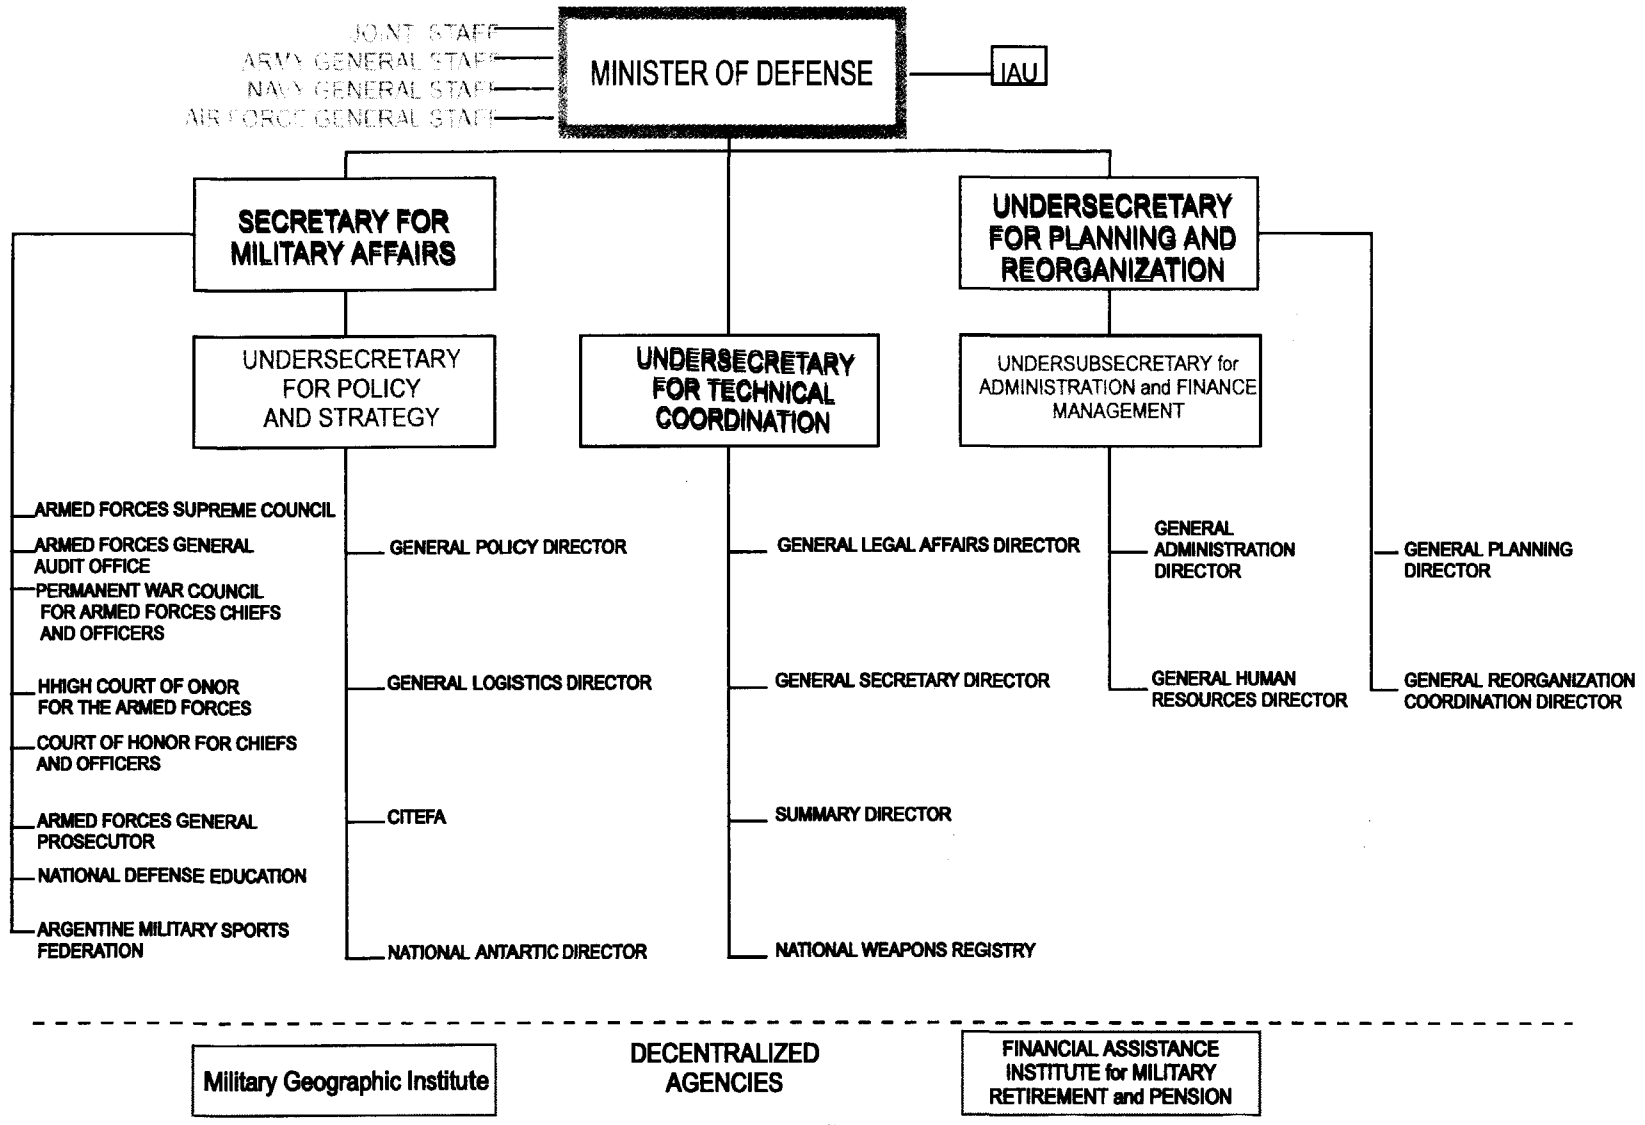 JOINT STAFF
ARMY GENERAL STAFF
NAVY GENERAL STAFF
AIR FORCE GENERAL STAFF
MINISTER OF DEFENSE
IAU
SECRETARY FOR
MILITARY AFFAIRS
UNDERSECRETARY
FOR PLANNING AND
REORGANIZATION
UNDERSECRETARY
FOR POLICY
AND STRATEGY
UNDERSECRETARY
FOR TECHNICAL
COORDINATION
UNDERSUBSECRETARY for
ADMINISTRATION and FINANCE
MANAGEMENT
ARMED FORCES SUPREME COUNCIL
ARMED FORCES GENERAL
AUDIT OFFICE
PERMANENT WAR COUNCIL
FOR ARMED FORCES CHIEFS
AND OFFICERS
HHIGH COURT OF ONOR
FOR THE ARMED FORCES
COURT OF HONOR FOR CHIEFS
AND OFFICERS
ARMED FORCES GENERAL
PROSECUTOR
NATIONAL DEFENSE EDUCATION
ARGENTINE MILITARY SPORTS
FEDERATION
GENERAL POLICY DIRECTOR
GENERAL LOGISTICS DIRECTOR
CITEFA
NATIONAL ANTARTIC DIRECTOR
GENERAL LEGAL AFFAIRS DIRECTOR
GENERAL SECRETARY DIRECTOR
SUMMARY DIRECTOR
NATIONAL WEAPONS REGISTRY
GENERAL
ADMINISTRATION
DIRECTOR
GENERAL HUMAN
RESOURCES DIRECTOR
GENERAL PLANNING
DIRECTOR
GENERAL REORGANIZATION
COORDINATION DIRECTOR
Military Geographic Institute
DECENTRALIZED
AGENCIES
FINANCIAL ASSISTANCE
INSTITUTE for MILITARY
RETIREMENT and PENSION